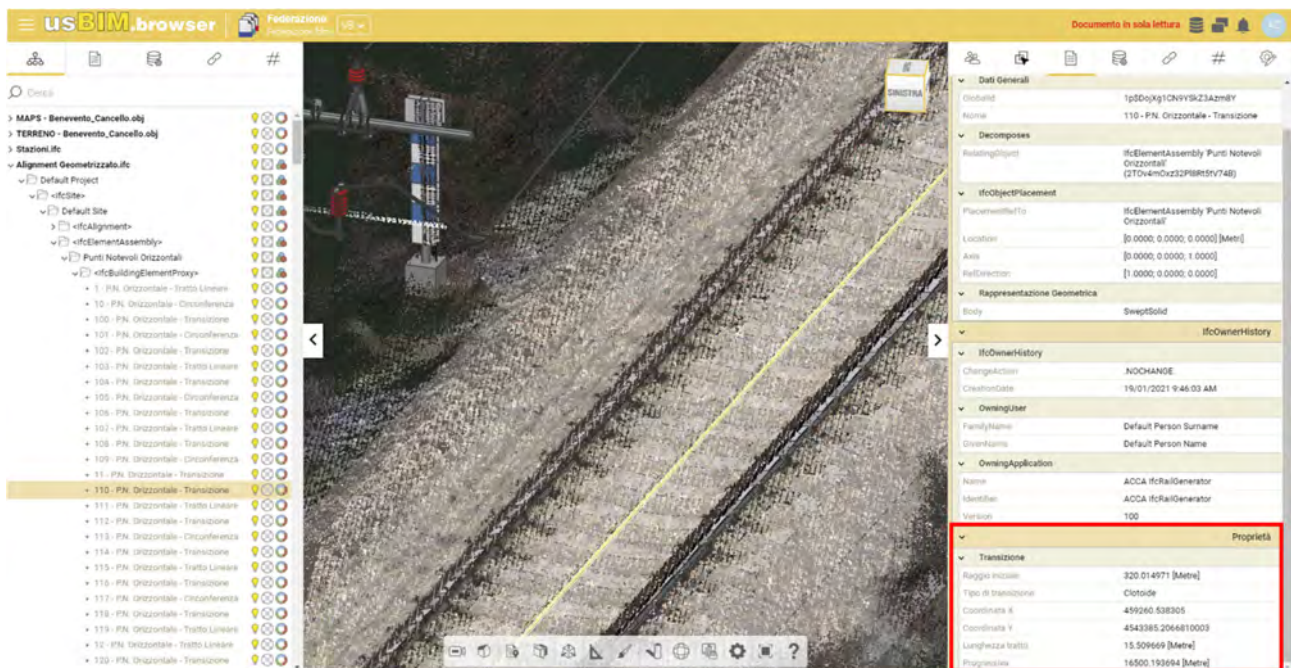 usBIM.browser
Federazione
V8
Documento in sola lettura
Cerca
MAPS - Benevento_Cancello.obj
TERRENO - Benevento_Cancello.obj
Stazioni.ifc
Alignment Geometrizzato.ifc
Default Project
<IfcSite>
Default Site
<IfcAlignment>
<IfcElementAssembly>
Punti Notevoli Orizzontali
<IfcBuildingElementProxy>
1 - P.N. Orizzontale - Tratto Lineare
10 - P.N. Orizzontale - Circonferenza
100 - P.N. Orizzontale - Transizione
101 - P.N. Orizzontale - Circonferenza
102 - P.N. Orizzontale - Transizione
103 - P.N. Orizzontale - Tratto Lineare
104 - P.N. Orizzontale - Transizione
105 - P.N. Orizzontale - Circonferenza
106 - P.N. Orizzontale - Transizione
107 - P.N. Orizzontale - Tratto Lineare
108 - P.N. Orizzontale - Transizione
109 - P.N. Orizzontale - Circonferenza
11 - P.N. Orizzontale - Transizione
110 - P.N. Orizzontale - Transizione
111 - P.N. Orizzontale - Tratto Lineare
112 - P.N. Orizzontale - Transizione
113 - P.N. Orizzontale - Circonferenza
114 - P.N. Orizzontale - Transizione
115 - P.N. Orizzontale - Tratto Lineare
116 - P.N. Orizzontale - Transizione
117 - P.N. Orizzontale - Circonferenza
118 - P.N. Orizzontale - Transizione
119 - P.N. Orizzontale - Tratto Lineare
12 - P.N. Orizzontale - Tratto Lineare
120 - P.N. Orizzontale - Transizione
SINISTRA
Dati Generali
GlobalId
Nome 110 - P.N. Orizzontale - Transizione
Decomposes
RelatingObject IfcElementAssembly 'Punti Notevoli
Orizzontali'
IfcObjectPlacement
PlacementRelTo IfcElementAssembly 'Punti Notevoli
Orizzontali'
Location [0.0000; 0.0000; 0.0000] [Metri]
Axis [0.0000; 0.0000; 1.0000]
RefDirection [1.0000; 0.0000; 0.0000]
Rappresentazione Geometrica
Body SweptSolid
IfcOwnerHistory
IfcOwnerHistory
ChangeAction .NOCHANGE.
CreationDate 19/01/2021 9:46:03 AM
OwningUser
FamilyName Default Person Surname
GivenName Default Person Name
OwningApplication
Name ACCA IfcRailGenerator
Identifier ACCA IfcRailGenerator
Version 100
Proprietà
Transizione
Raggio iniziale 320.014971 [Metre]
Tipo di transizione Clotoide
Coordinata X 459260.538305
Coordinata Y 4543385.2066810003
Lunghezza tratto 15.509669 [Metre]
Progressiva 16500.193694 [Metre]